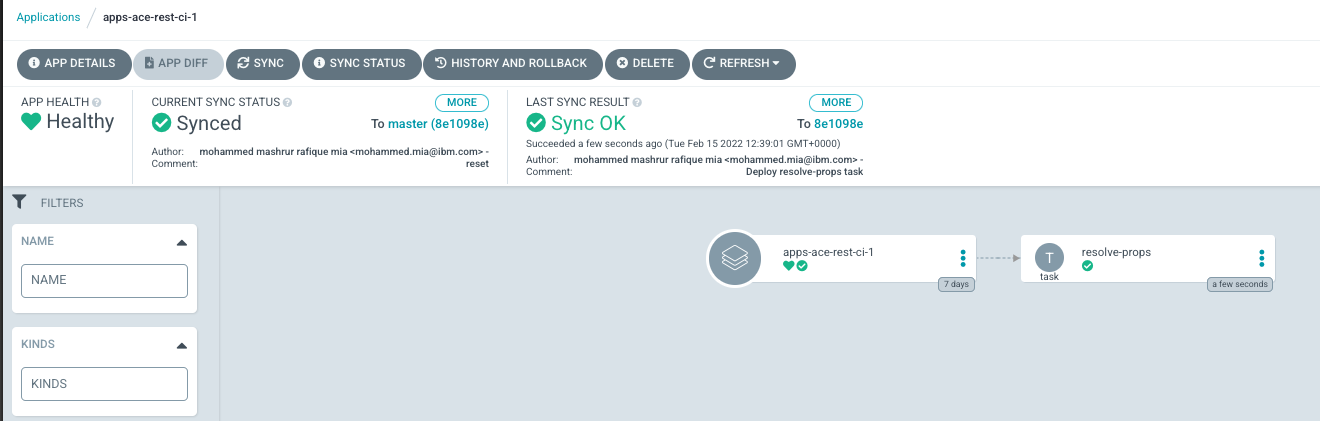 Applications / apps-ace-rest-ci-1
APP DETAILS APP DIFF SYNC SYNC STATUS HISTORY AND ROLLBACK DELETE REFRESH
APP HEALTH
Healthy
CURRENT SYNC STATUS MORE
Synced To master (8e1098e)
Author: mohammed mashrur rafique mia <mohammed.mia@ibm.com> -
Comment: reset
LAST SYNC RESULT MORE
Sync OK To 8e1098e
Succeeded a few seconds ago (Tue Feb 15 2022 12:39:01 GMT+0000)
Author: mohammed mashrur rafique mia <mohammed.mia@ibm.com> -
Comment: Deploy resolve-props task
FILTERS
NAME
NAME
KINDS
KINDS
apps-ace-rest-ci-1
7 days
T
task
resolve-props
a few seconds